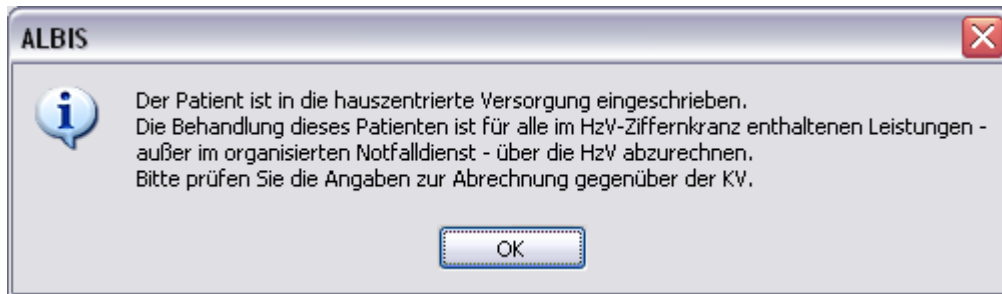 ALBIS
Der Patient ist in die hauszentrierte Versorgung eingeschrieben.
Die Behandlung dieses Patienten ist für alle im HzV-Ziffernkranz enthaltenen Leistungen -
außer im organisierten Notfalldienst - über die HzV abzurechnen.
Bitte prüfen Sie die Angaben zur Abrechnung gegenüber der KV.
OK